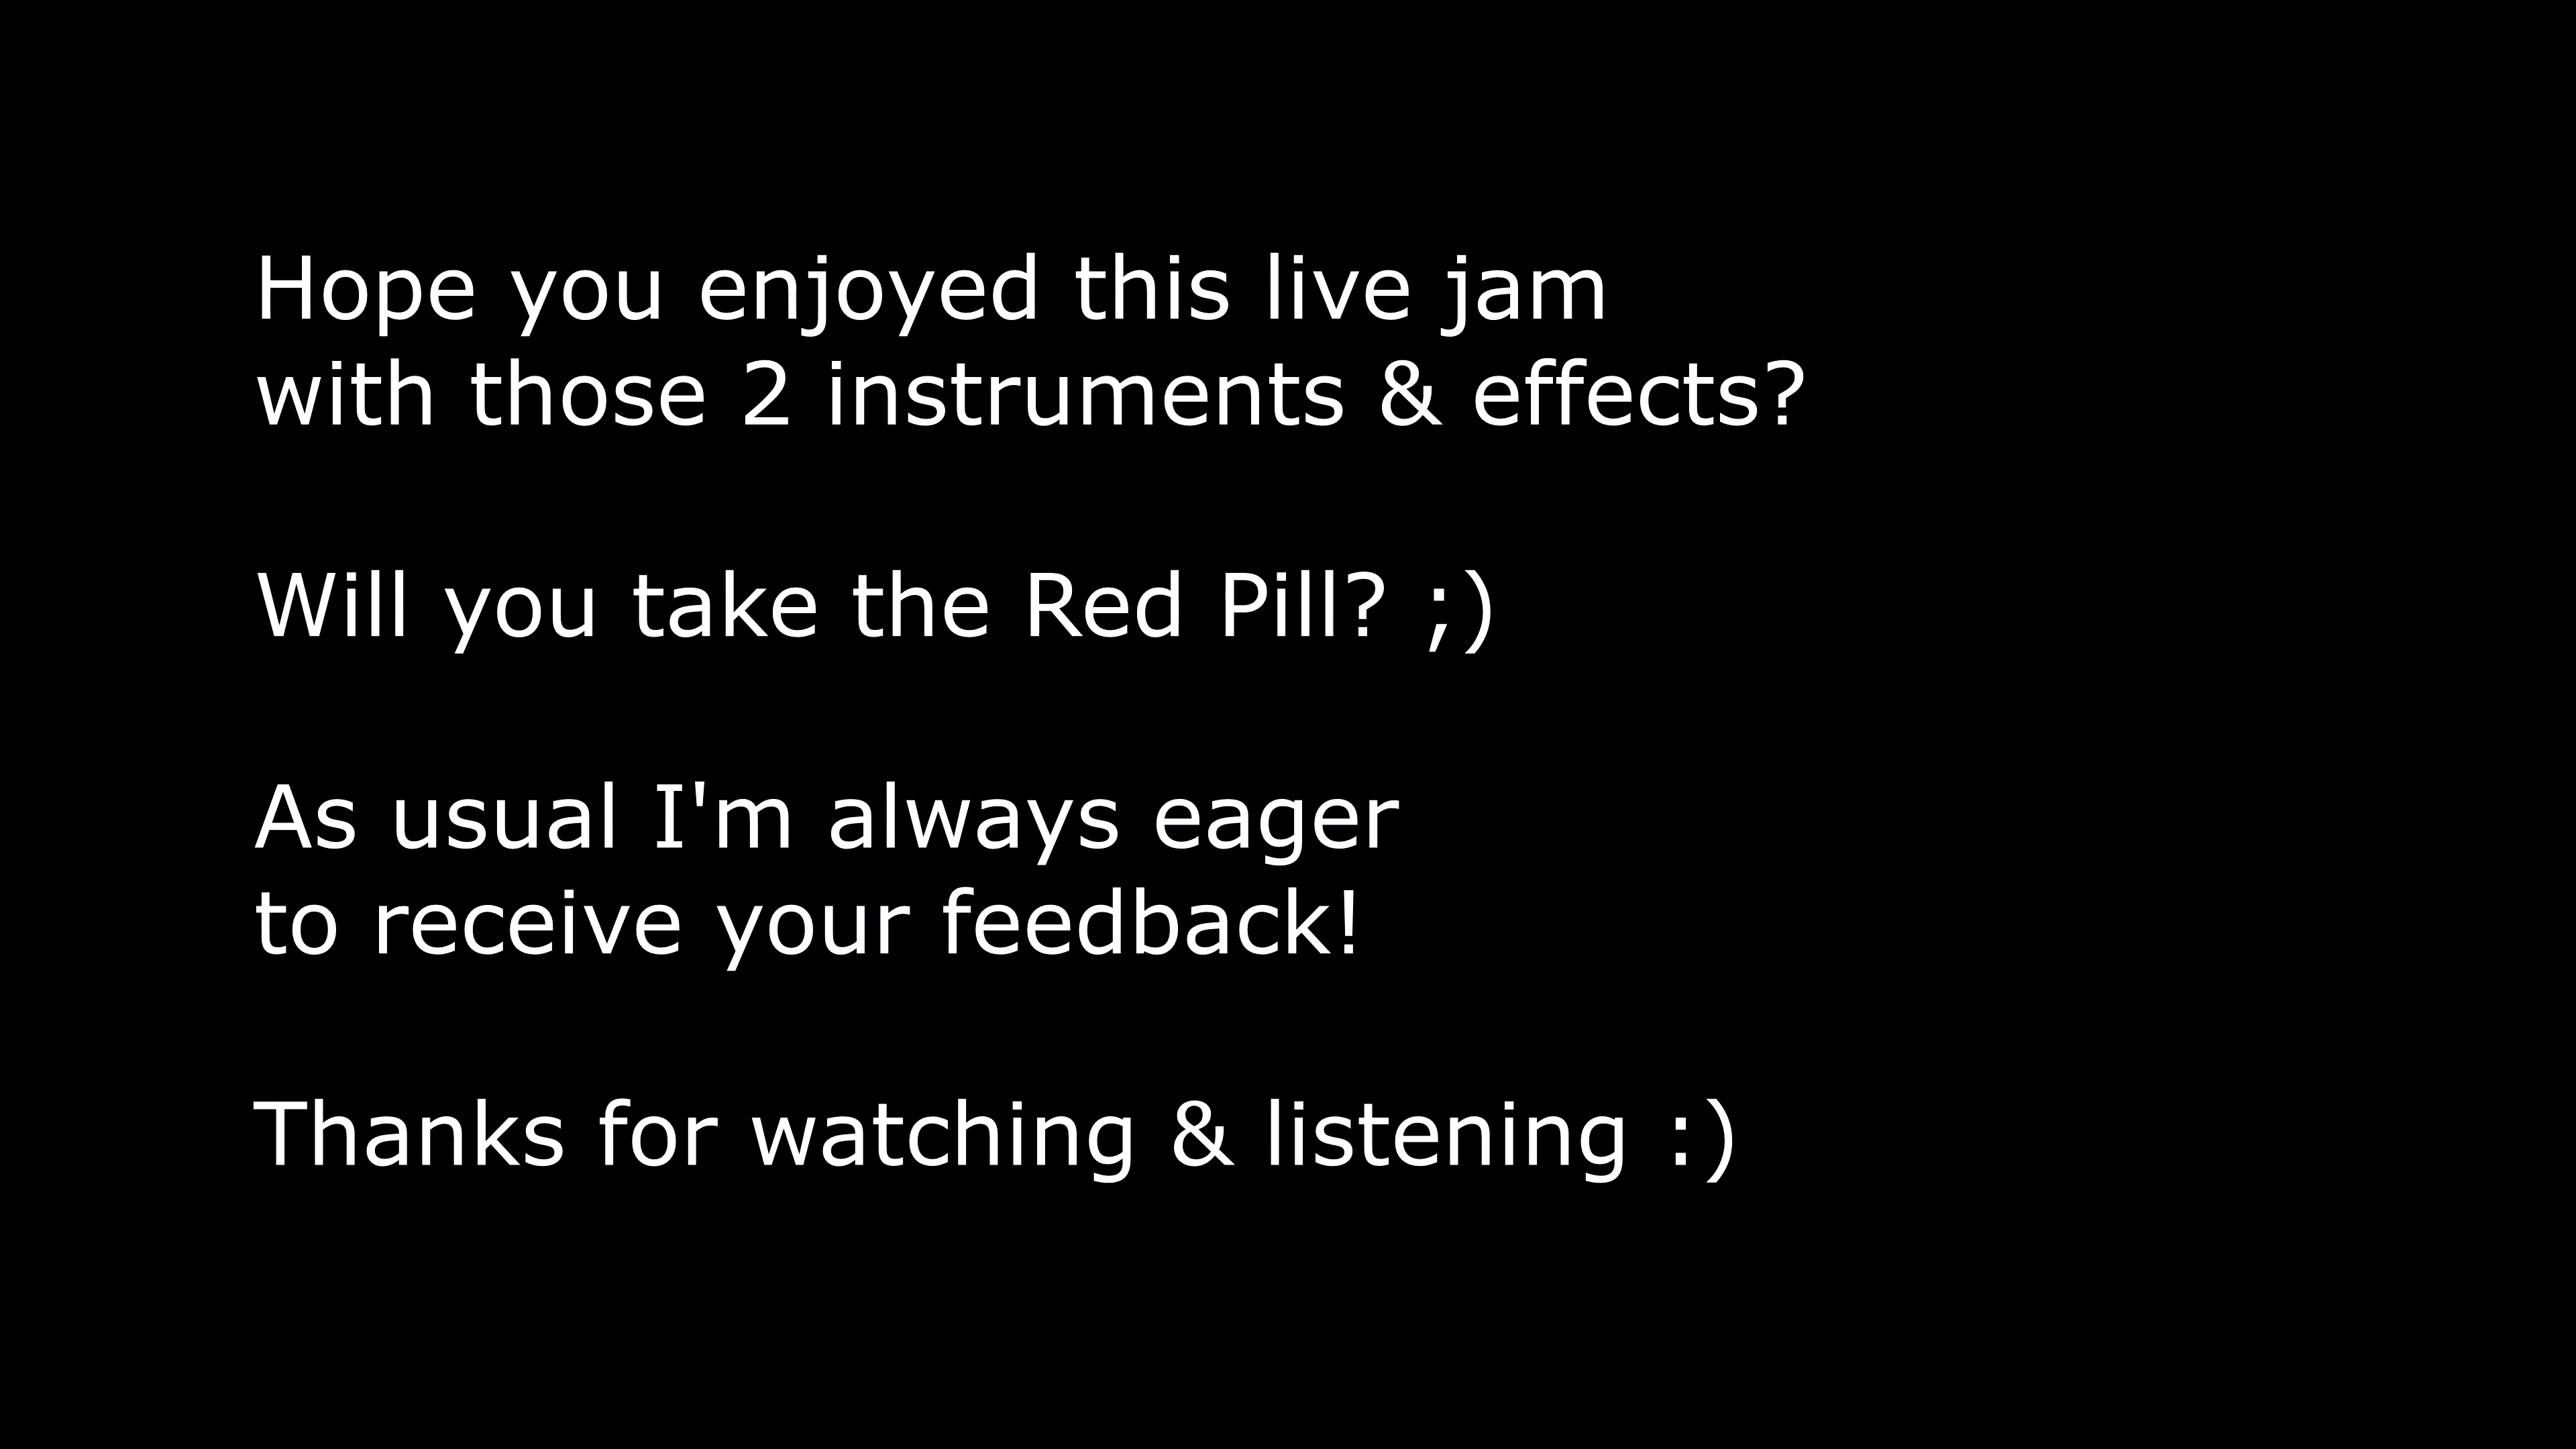 Hope you enjoyed this live jam
with those 2 instruments & effects?
Will you take the Red Pill? ;)
As usual I'm always eager
to receive your feedback!
Thanks for watching & listening :)